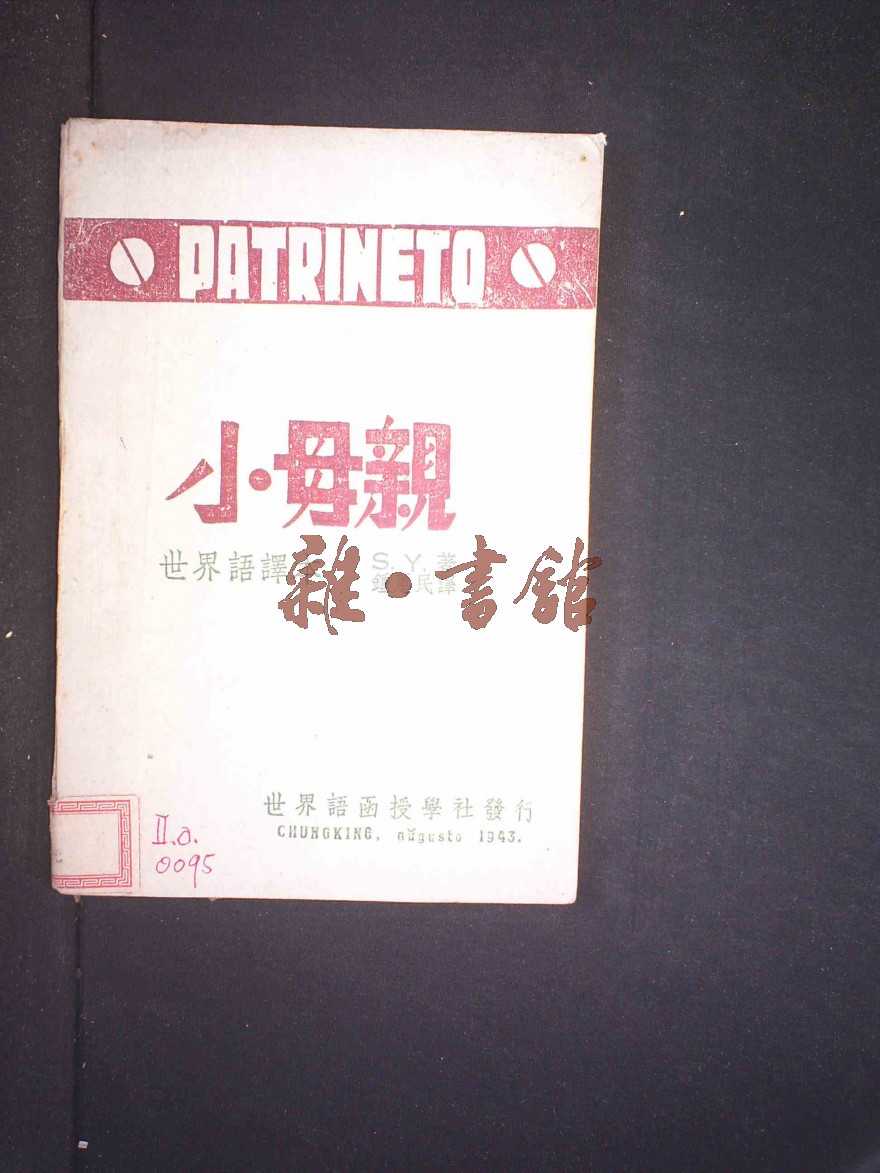 PATRINETO
小母親
世界語譯
S. Y. 著
民譯
雜·書館
世界語函授學社發行
CHUNGKING, aŭgusto 1943.
II.a.
0095